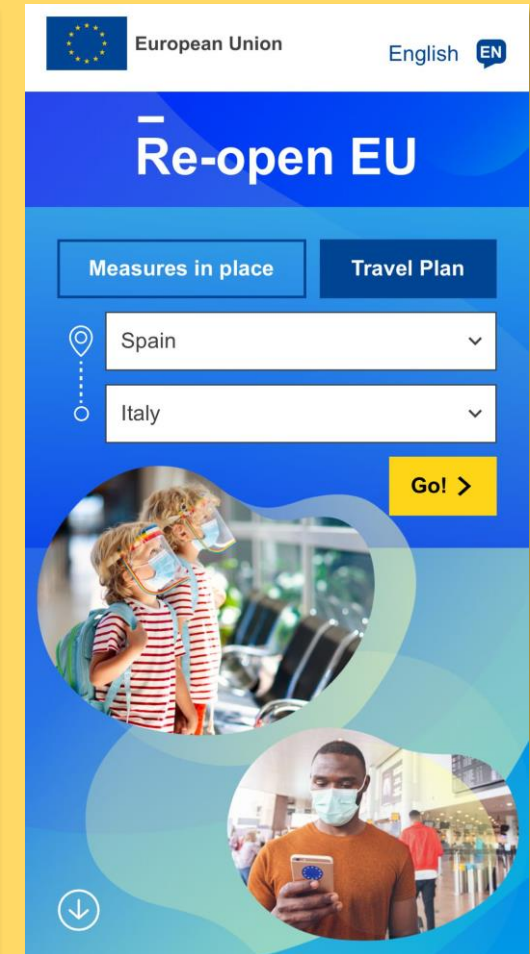 European Union
English EN
Re-open EU
Measures in place
Travel Plan
Spain
Italy
Go!